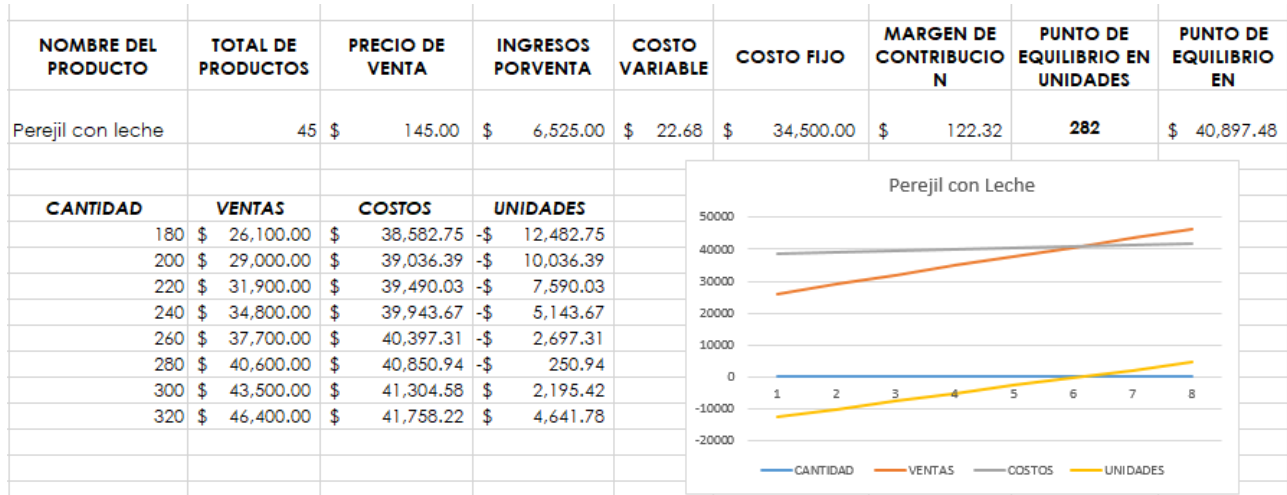 NOMBRE DEL PRODUCTO TOTAL DE PRODUCTOS PRECIO DE VENTA INGRESOS PORVENTA COSTO VARIABLE COSTO FIJO MARGEN DE CONTRIBUCIO N PUNTO DE EQUILIBRIO EN UNIDADES PUNTO DE EQUILIBRIO EN
Perejil con leche 45 $ 145.00 $ 6,525.00 $ 22.68 $ 34,500.00 $ 122.32 282 $ 40,897.48
CANTIDAD VENTAS COSTOS UNIDADES
180 $ 26,100.00 $ 38,582.75 -$ 12,482.75
200 $ 29,000.00 $ 39,036.39 -$ 10,036.39
220 $ 31,900.00 $ 39,490.03 -$ 7,590.03
240 $ 34,800.00 $ 39,943.67 -$ 5,143.67
260 $ 37,700.00 $ 40,397.31 -$ 2,697.31
280 $ 40,600.00 $ 40,850.94 -$ 250.94
300 $ 43,500.00 $ 41,304.58 $ 2,195.42
320 $ 46,400.00 $ 41,758.22 $ 4,641.78
Perejil con Leche
50000
40000
30000
20000
10000
0
-10000
-20000
1 2 3 4 5 6 7 8
CANTIDAD VENTAS COSTOS UNIDADES